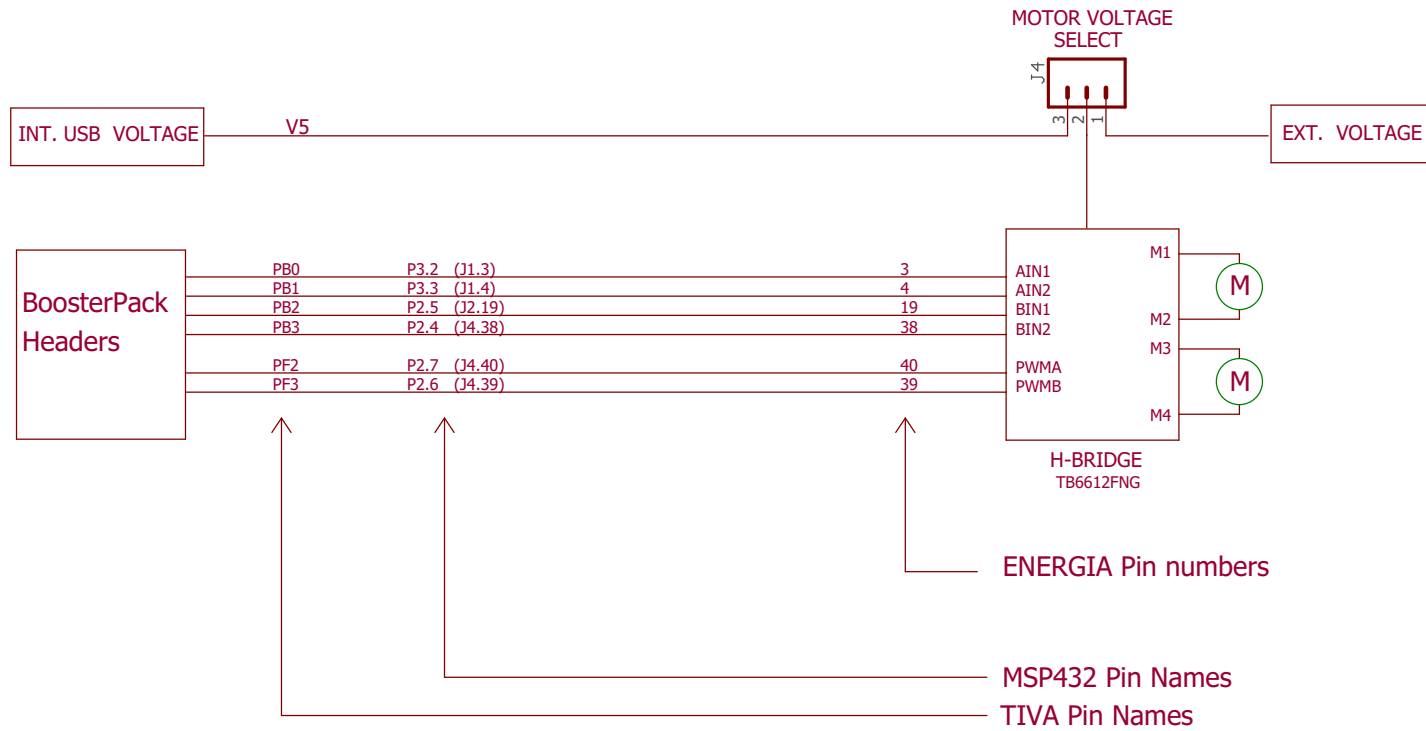 MOTOR VOLTAGE
SELECT
J4
3 2 1
INT. USB VOLTAGE
V5
EXT. VOLTAGE
BoosterPack
Headers
PB0 P3.2 (J1.3) 3 AIN1
PB1 P3.3 (J1.4) 4 AIN2
PB2 P2.5 (J2.19) 19 BIN1
PB3 P2.4 (J4.38) 38 BIN2
PF2 P2.7 (J4.40) 40 PWMA
PF3 P2.6 (J4.39) 39 PWMB
M1
M
M2
M3
M
M4
H-BRIDGE
TB6612FNG
ENERGIA Pin numbers
MSP432 Pin Names
TIVA Pin Names